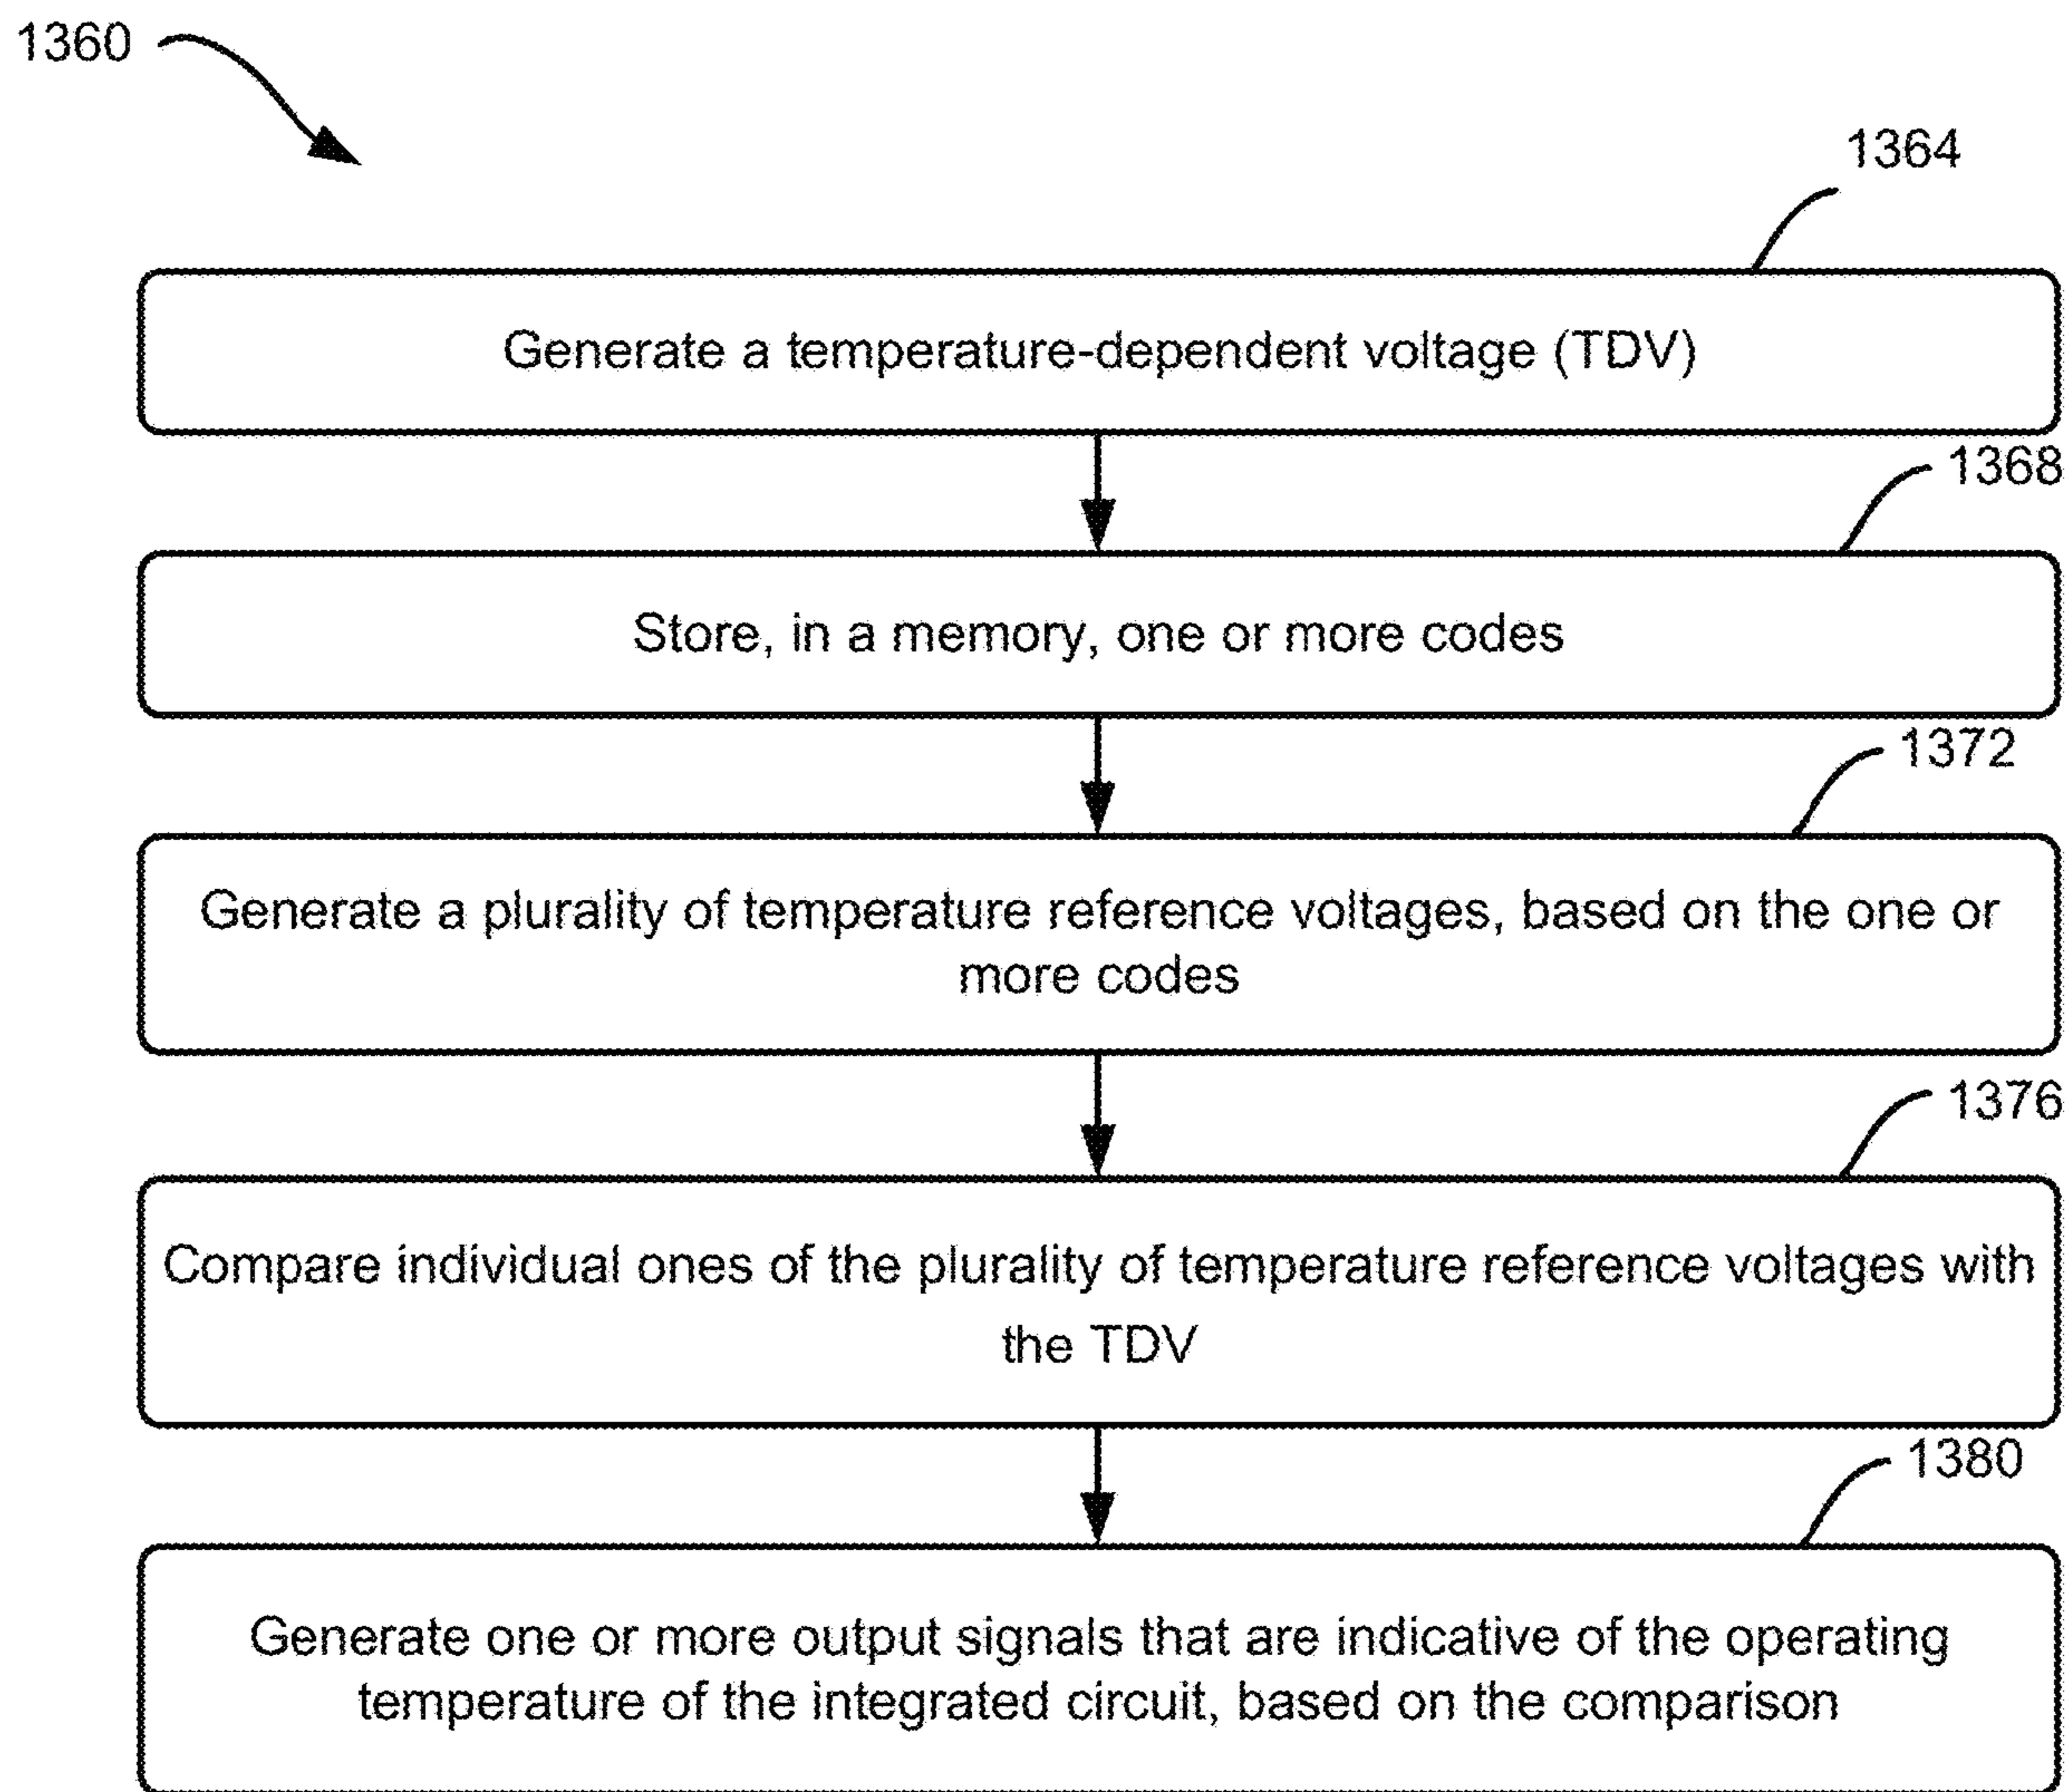 1360
1364
Generate a temperature-dependent voltage (TDV)
1368
Store, in a memory, one or more codes
1372
Generate a plurality of temperature reference voltages, based on the one or
more codes
1376
Compare individual ones of the plurality of temperature reference voltages with
the TDV
1380
Generate one or more output signals that are indicative of the operating
temperature of the integrated circuit, based on the comparison